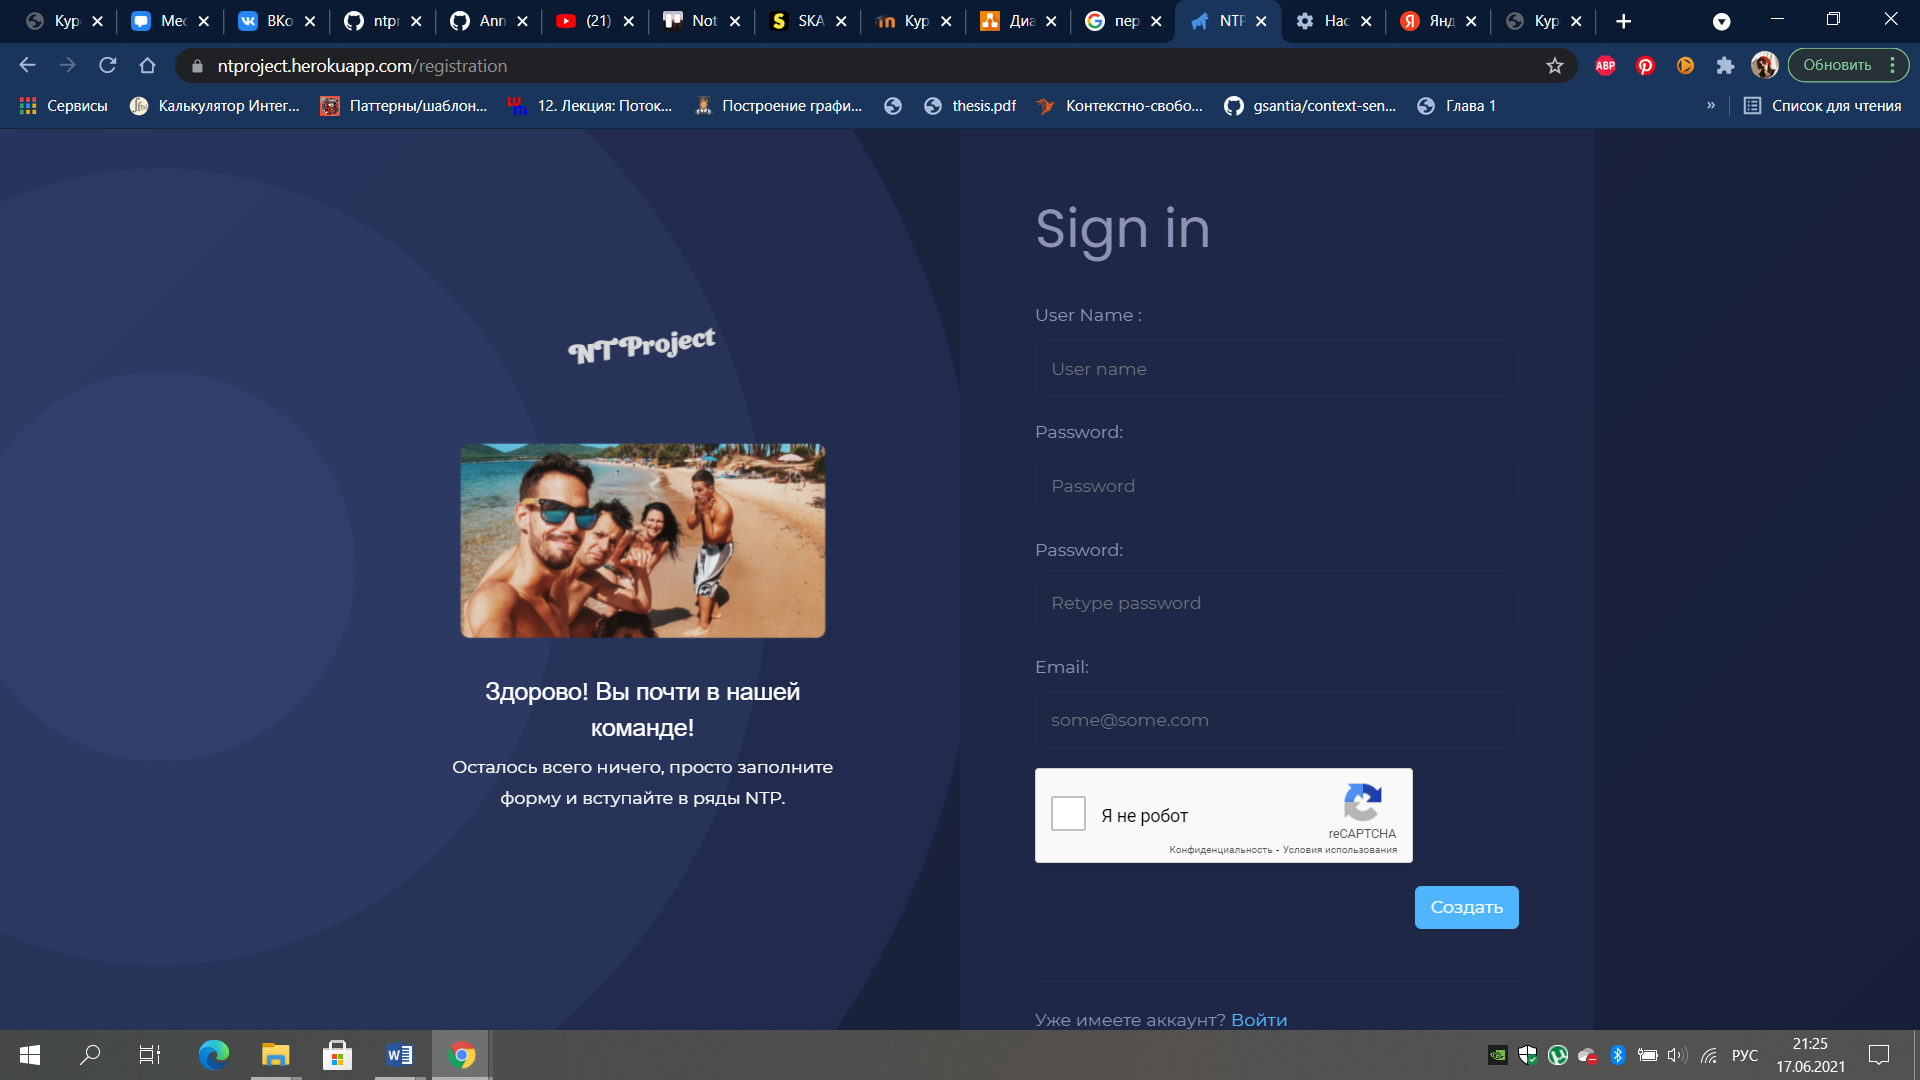 Кур
Мес
ВКо
ntpr
Ann
(21)
Not
SKA
Кур
Диа
пер
NTP
Нас
Янд
Кур
ntproject.herokuapp.com/registration
ABP
Обновить
Сервисы
Калькулятор Интег...
Паттерны/шаблон...
12. Лекция: Поток...
Построение графи...
thesis.pdf
Контекстно-свобо...
gsantia/context-sen...
Глава 1
»
Список для чтения
NTProject
Здорово! Вы почти в нашей
команде!
Осталось всего ничего, просто заполните
форму и вступайте в ряды NTP.
Sign in
User Name :
User name
Password:
Password
Password:
Retype password
Email:
some@some.com
Я не робот
reCAPTCHA
Конфиденциальность - Условия использования
Создать
Уже имеете аккаунт? Войти
РУС
21:25
17.06.2021